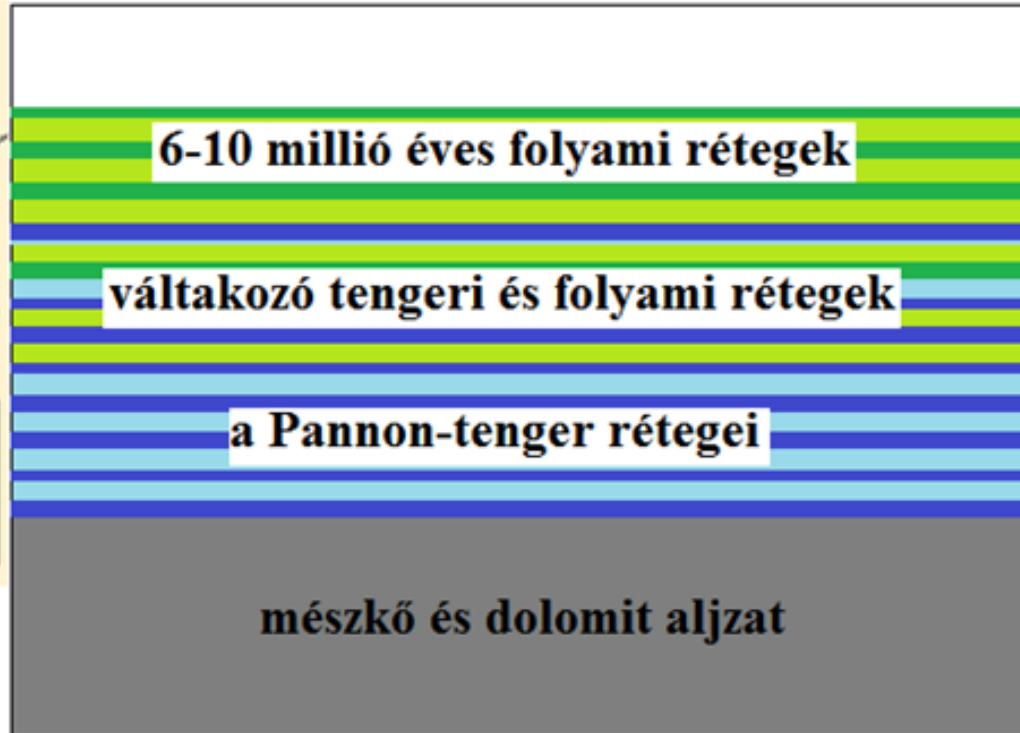 6-10 millió éves folyami rétegek
váltakozó tengeri és folyami rétegek
a Pannon-tenger rétegei
mészkő és dolomit aljzat